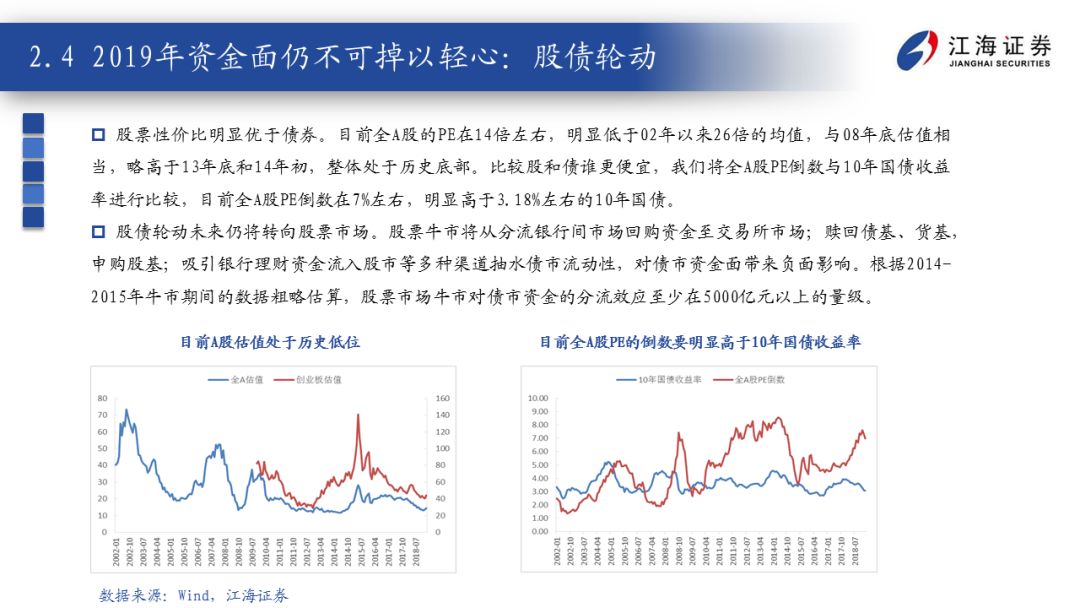 2.4 2019年资金面仍不可掉以轻心：股债轮动
江海证券
JIANGHAI SECURITIES
股票性价比明显优于债券。目前全A股的PE在14倍左右，明显低于02年以来26倍的均值，与08年底估值相
当，略高于13年底和14年初，整体处于历史底部。比较股和债谁更便宜，我们将全A股PE倒数与10年国债收益
率进行比较，目前全A股PE倒数在7%左右，明显高于3.18%左右的10年国债。
股债轮动未来仍将转向股票市场。股票牛市将从分流银行间市场回购资金至交易所市场；赎回债基、货基，
申购股基；吸引银行理财资金流入股市等多种渠道抽水债市流动性，对债市资金面带来负面影响。根据2014-
2015年牛市期间的数据粗略估算，股票市场牛市对债市资金的分流效应至少在5000亿元以上的量级。
目前A股估值处于历史低位
全A估值 创业板估值
80 160
70 140
60 120
50 100
40 80
30 60
20 40
10 20
0 0
2002-01 2002-10 2003-07 2004-04 2005-01 2005-10 2006-07 2007-04 2008-01 2008-10 2009-07 2010-04 2011-01 2011-10 2012-07 2013-04 2014-01 2014-10 2015-07 2016-04 2017-01 2017-10 2018-07
目前全A股PE的倒数要明显高于10年国债收益率
10年国债收益率 全A股PE倒数
10.00
9.00
8.00
7.00
6.00
5.00
4.00
3.00
2.00
1.00
0.00
2002-01 2002-10 2003-07 2004-04 2005-01 2005-10 2006-07 2007-04 2008-01 2008-10 2009-07 2010-04 2011-01 2011-10 2012-07 2013-04 2014-01 2014-10 2015-07 2016-04 2017-01 2017-10 2018-07
数据来源：Wind，江海证券